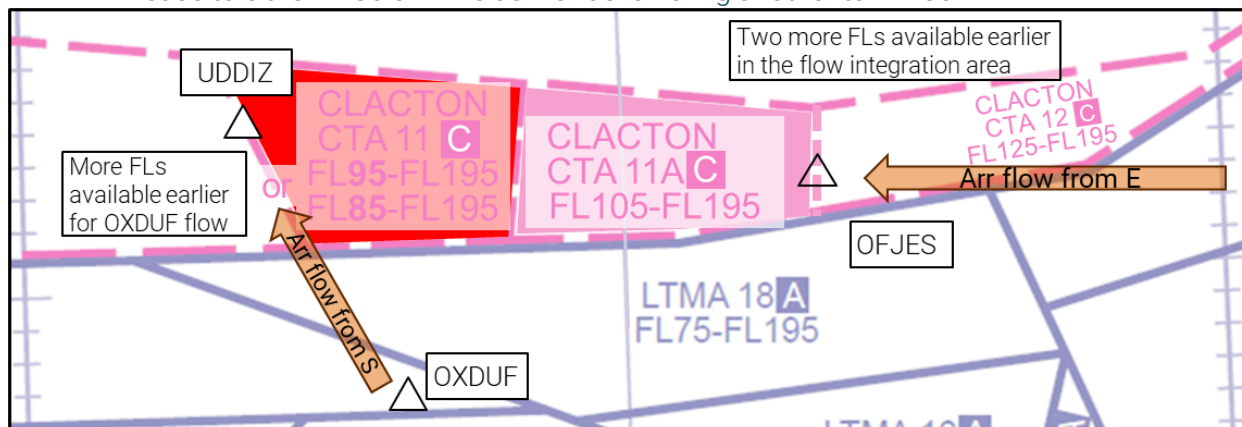 UDDIZ
Two more FLs available earlier
in the flow integration area
CLACTON
CTA 11 C
or FL95-FL195
FL85-FL195
CLACTON
CTA 11A C
FL105-FL195
CLACTON
CTA 12 C
FL125-FL195
More FLs
available earlier
for OXDUF flow
Arr flow from E
Arr flow from S
OFJES
LTMA 18 A
FL75-FL195
OXDUF